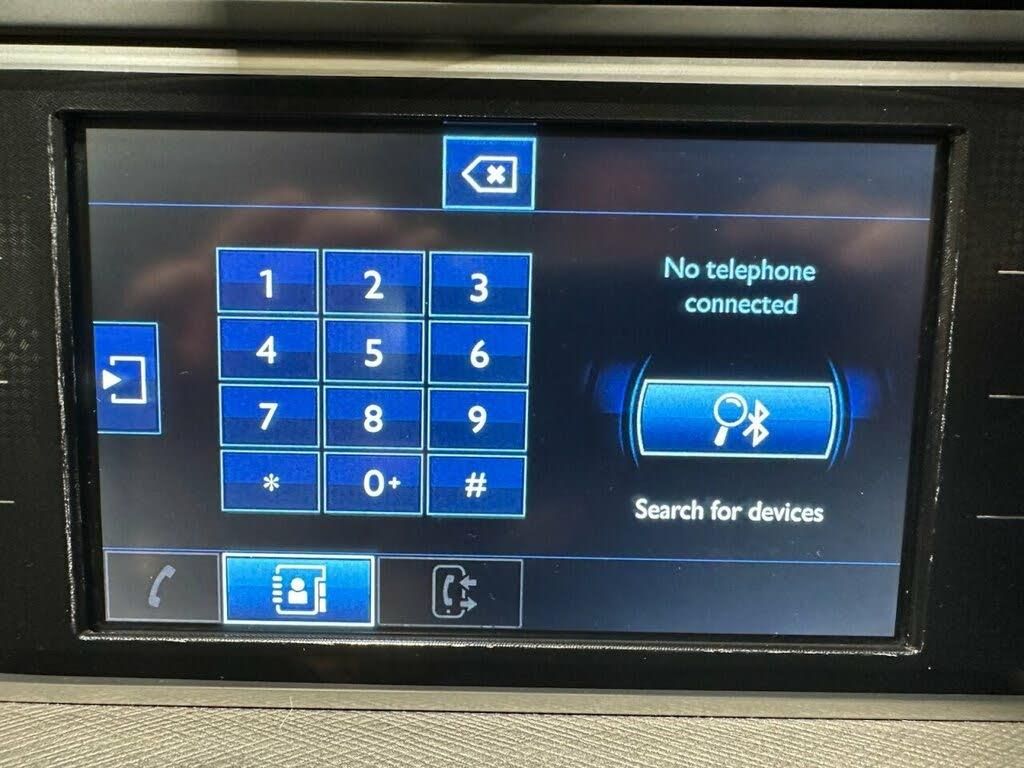 1 2 3
No telephone
connected
4 5 6
7 8 9
* 0+ #
Search for devices